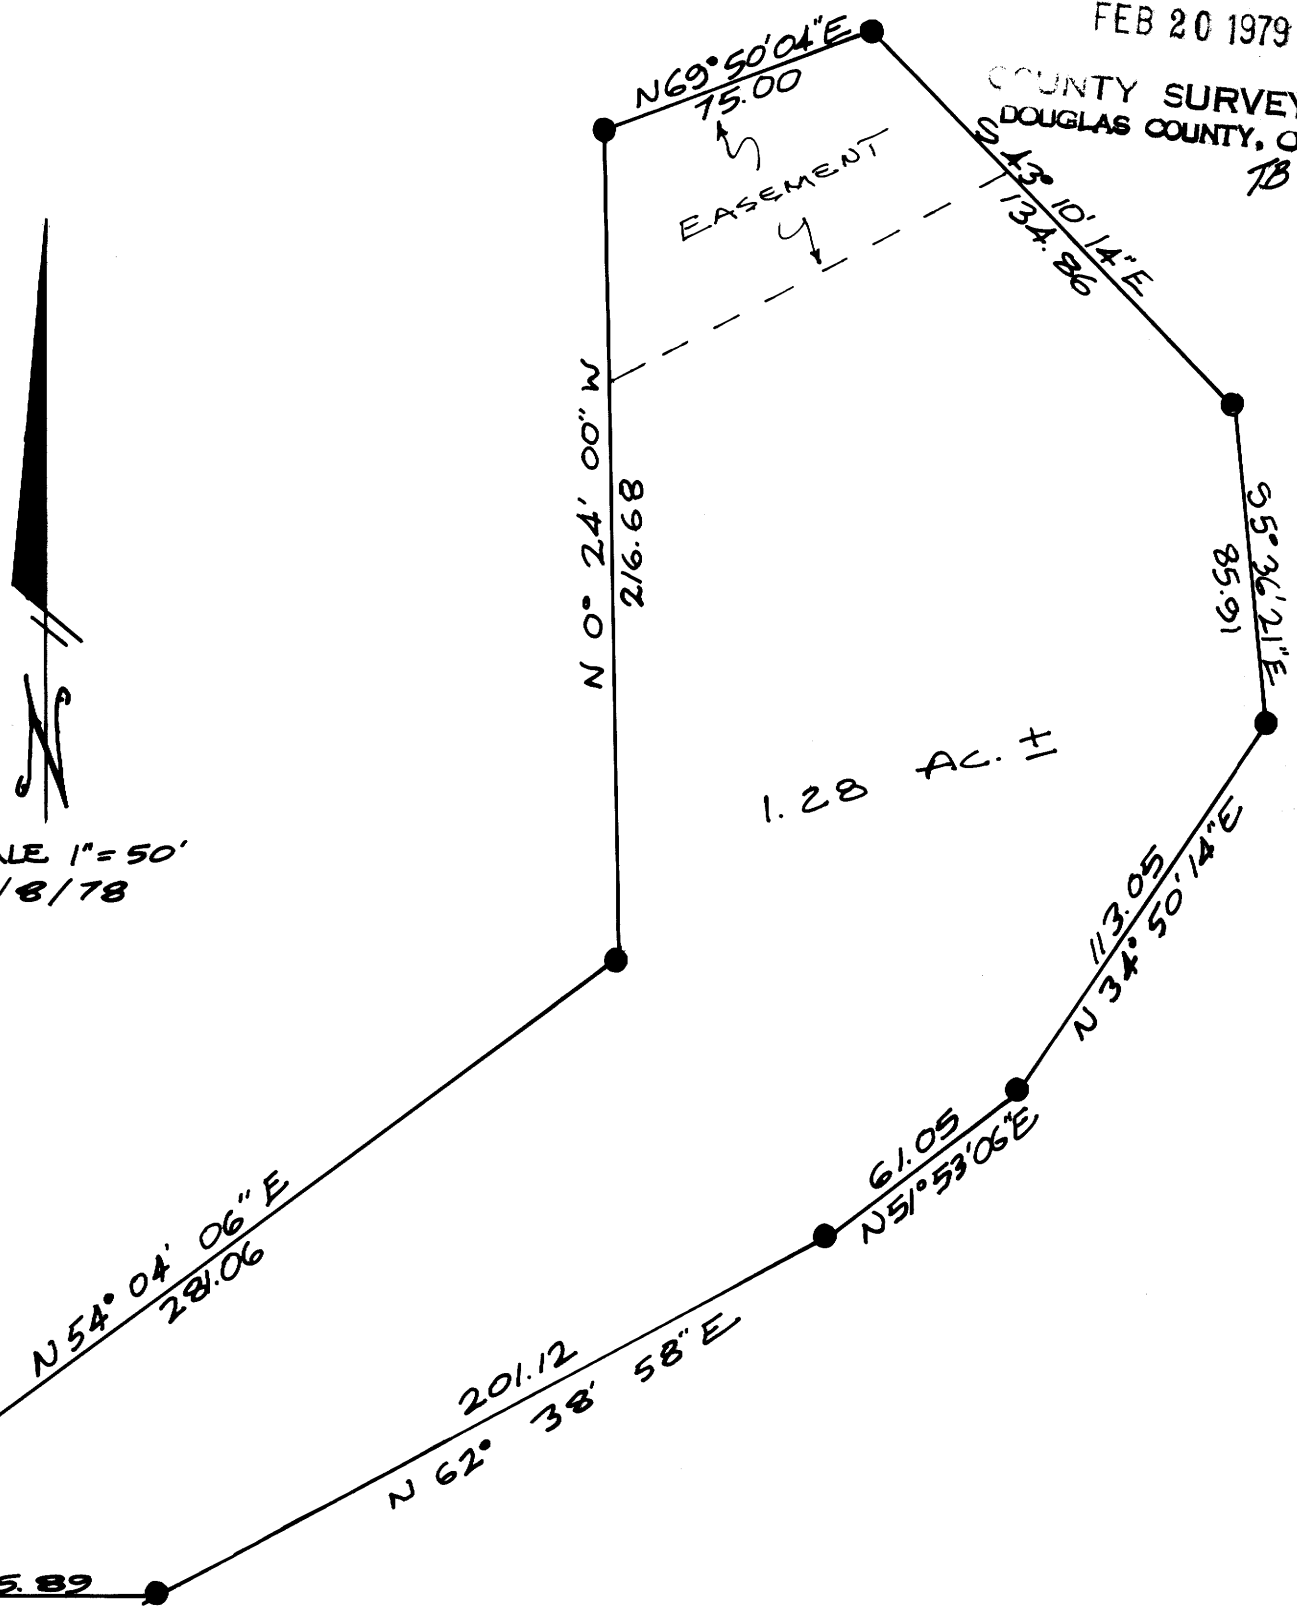 FEB 20 1979
COUNTY SURVEY
DOUGLAS COUNTY, O
TB
N69°50'04"E
75.00
EASEMENT
S 43° 10' 14" E
134.86
N 0° 24' 00" W
216.68
S5°36'21"E
85.91
1.28 AC. ±
N
ALE 1"=50'
/8/78
113.05
N 34° 50' 14"E
61.05
N51°53'06"E
N54° 04' 06" E
281.06
201.12
N 62° 38' 58" E
5.89